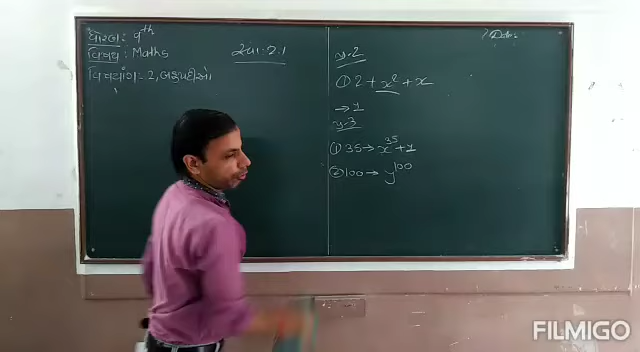 ધોરણ: 9th
વિષય: Maths
સ્વા. 2.1
વિષયાંગ = 2, બહુપદીઓ
પ્ર-2
① 2 + x² + x
→ 1
પ્ર-3
① 35 → x³⁵ + 1
② 100 → y¹⁰⁰
FILMIGO